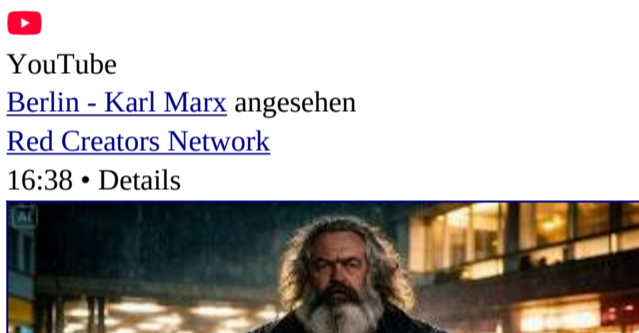 YouTube
Berlin - Karl Marx angesehen
Red Creators Network
16:38 • Details
AI